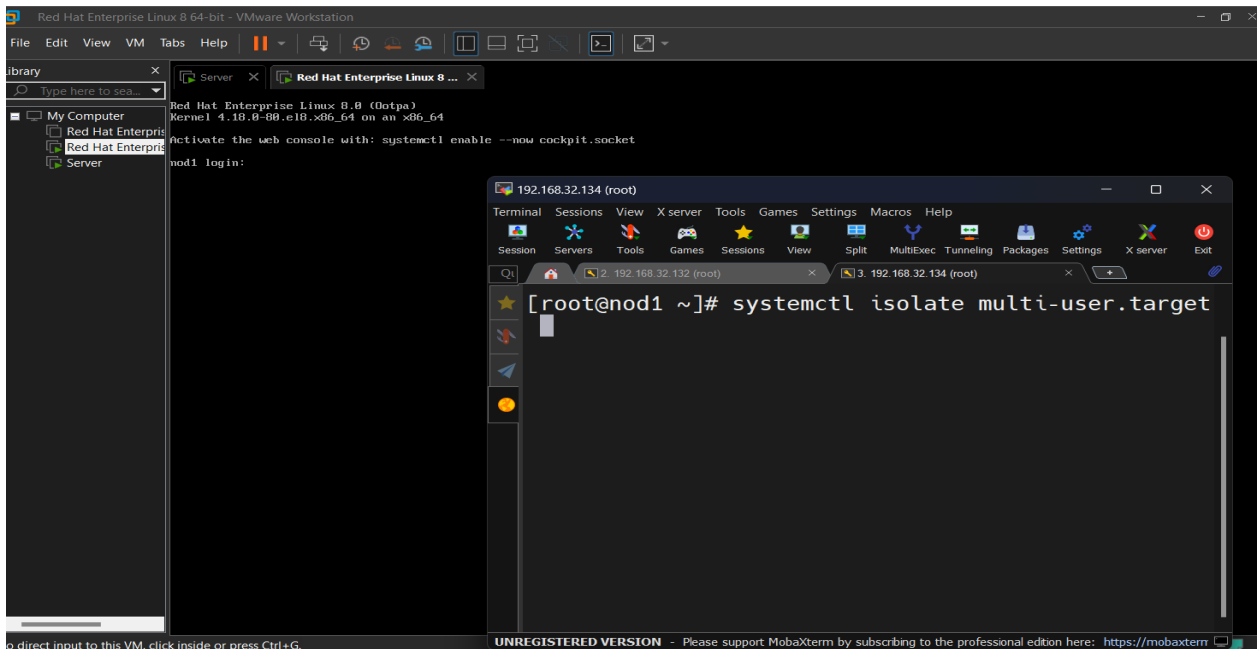 Red Hat Enterprise Linux 8 64-bit - VMware Workstation
File Edit View VM Tabs Help
Library
Type here to sea...
My Computer
Red Hat Enterpris
Red Hat Enterpris
Server
Server
Red Hat Enterprise Linux 8 ...
Red Hat Enterprise Linux 8.0 (Ootpa)
Kernel 4.18.0-80.el8.x86_64 on an x86_64
Activate the web console with: systemctl enable --now cockpit.socket
nod1 login:
192.168.32.134 (root)
Terminal Sessions View X server Tools Games Settings Macros Help
Session Servers Tools Games Sessions View Split MultiExec Tunneling Packages Settings X server Exit
2. 192.168.32.132 (root)
3. 192.168.32.134 (root)
[root@nod1 ~]# systemctl isolate multi-user.target
UNREGISTERED VERSION - Please support MobaXterm by subscribing to the professional edition here: https://mobaxterm
o direct input to this VM, click inside or press Ctrl+G.